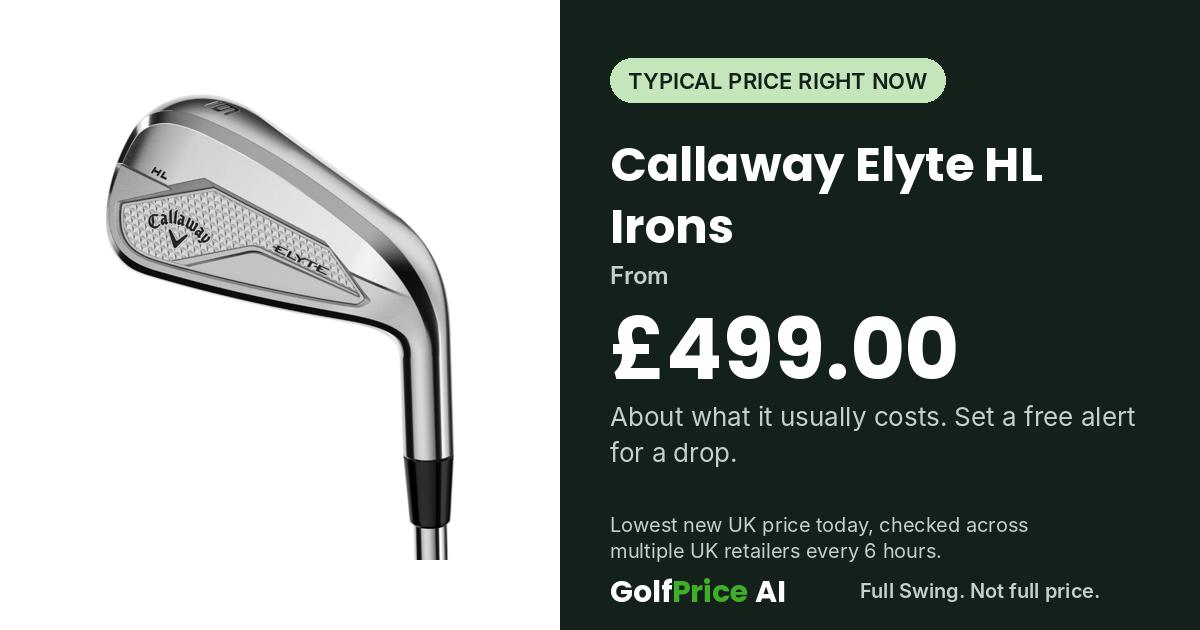 HL
Callaway
ELYTE
TYPICAL PRICE RIGHT NOW
Callaway Elyte HL
Irons
From
£499.00
About what it usually costs. Set a free alert
for a drop.
Lowest new UK price today, checked across
multiple UK retailers every 6 hours.
GolfPrice AI
Full Swing. Not full price.